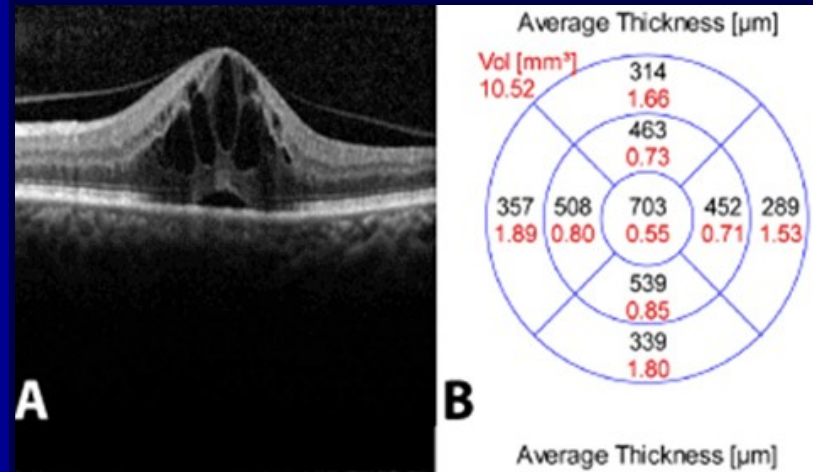 Average Thickness [µm]
Vol [mm³]
10.52
314
1.66
463
0.73
357 508 703 452 289
1.89 0.80 0.55 0.71 1.53
539
0.85
339
1.80
A B
Average Thickness [µm]